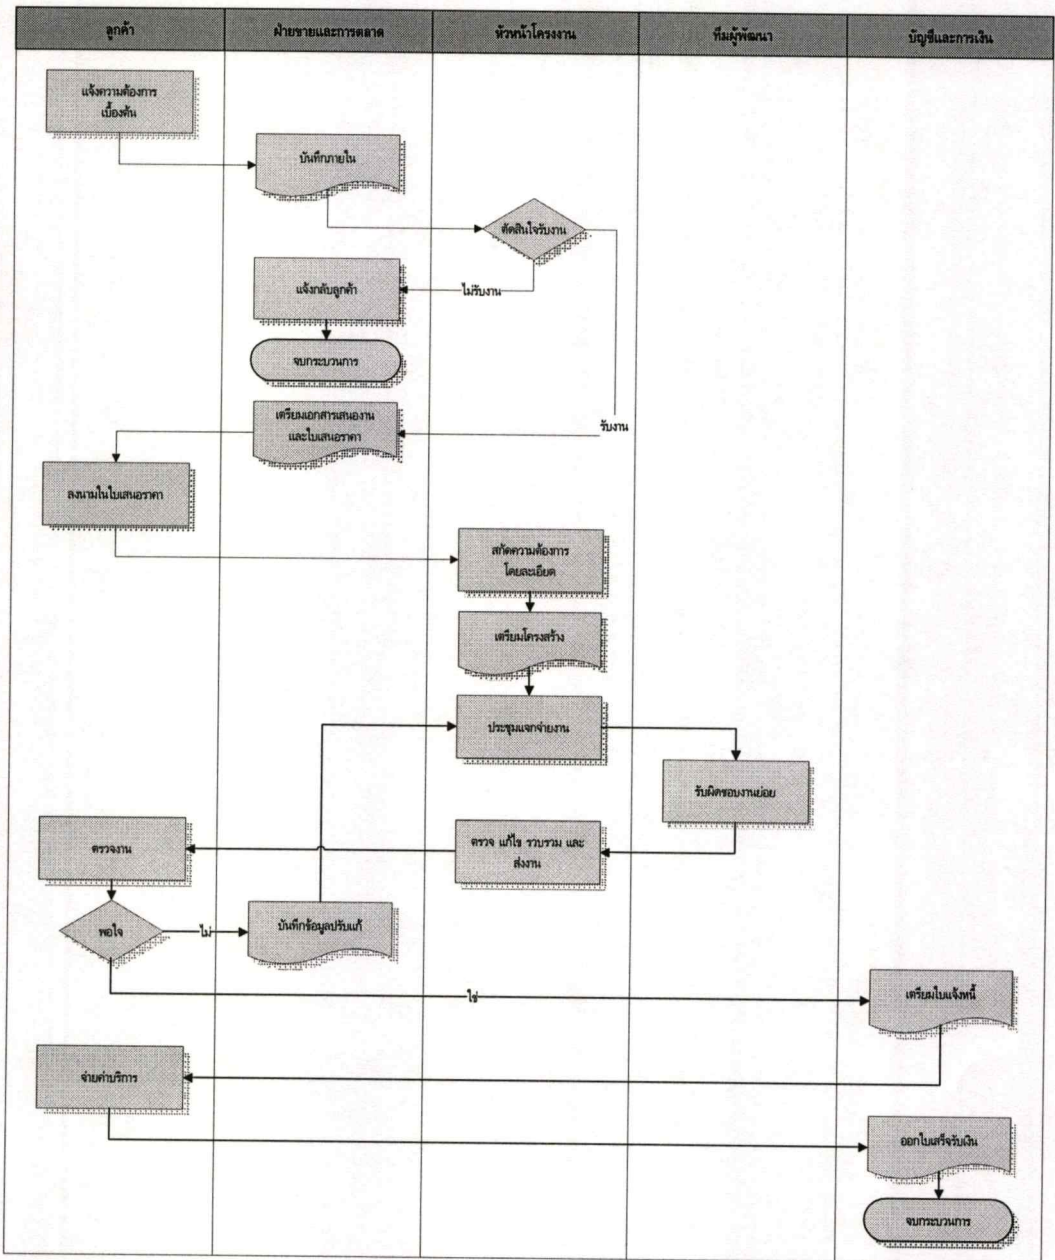 ลูกค้า
ฝ่ายขายและการตลาด
หัวหน้าโครงงาน
ทีมผู้พัฒนา
บัญชีและการเงิน
แจ้งความต้องการ
เบื้องต้น
บันทึกภายใน
ตัดสินใจรับงาน
แจ้งกลับลูกค้า
ไม่รับงาน
จบกระบวนการ
เตรียมเอกสารเสนองาน
และใบเสนอราคา
รับงาน
ลงนามในใบเสนอราคา
สกัดความต้องการ
โดยละเอียด
เตรียมโครงสร้าง
ประชุมแจกจ่ายงาน
รับผิดชอบงานย่อย
ตรวจงาน
ตรวจ แก้ไข รวบรวม และ
ส่งงาน
พอใจ
ไม่
บันทึกข้อมูลปรับแก้
ใช่
เตรียมใบแจ้งหนี้
จ่ายค่าบริการ
ออกใบเสร็จรับเงิน
จบกระบวนการ